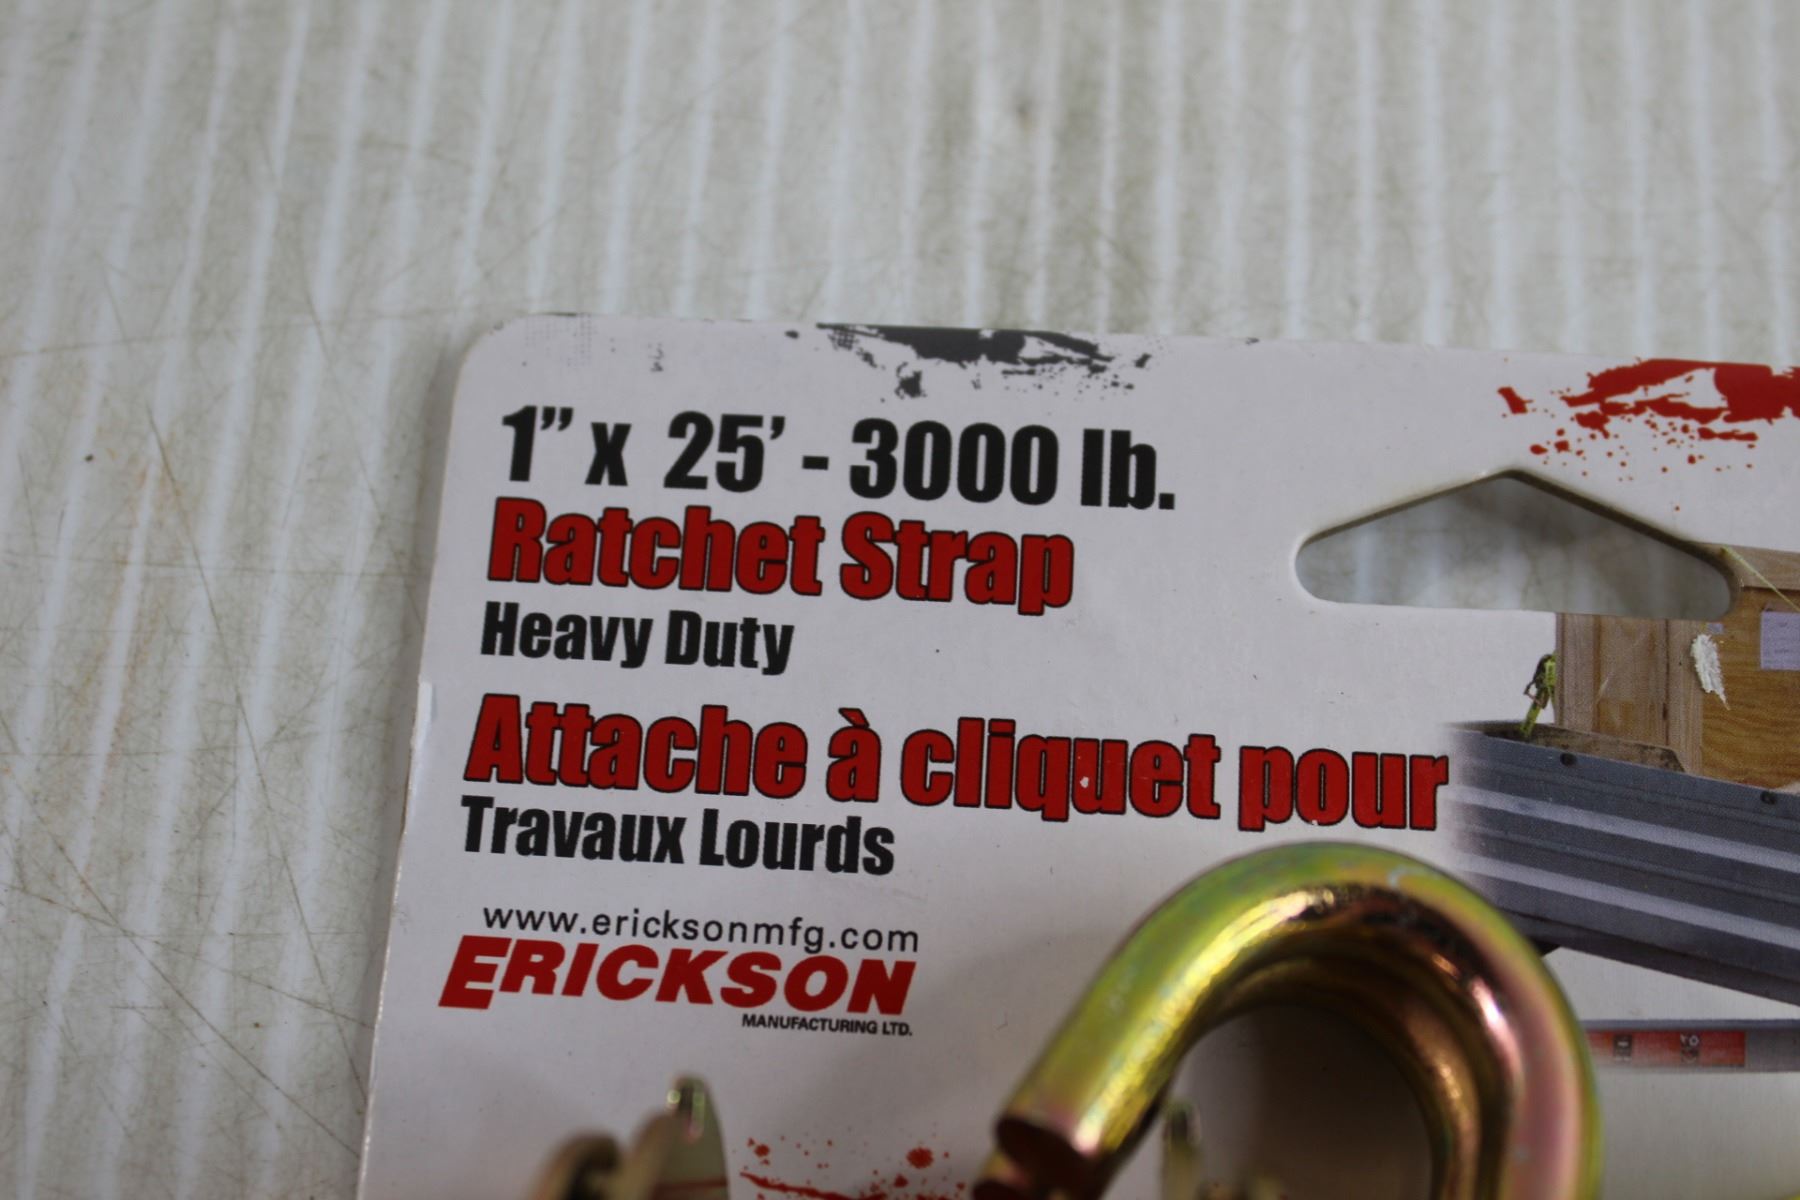 1” x 25’ - 3000 lb.
Ratchet Strap
Heavy Duty
Attache à cliquet pour
Travaux Lourds
www.ericksonmfg.com
ERICKSON
MANUFACTURING LTD.